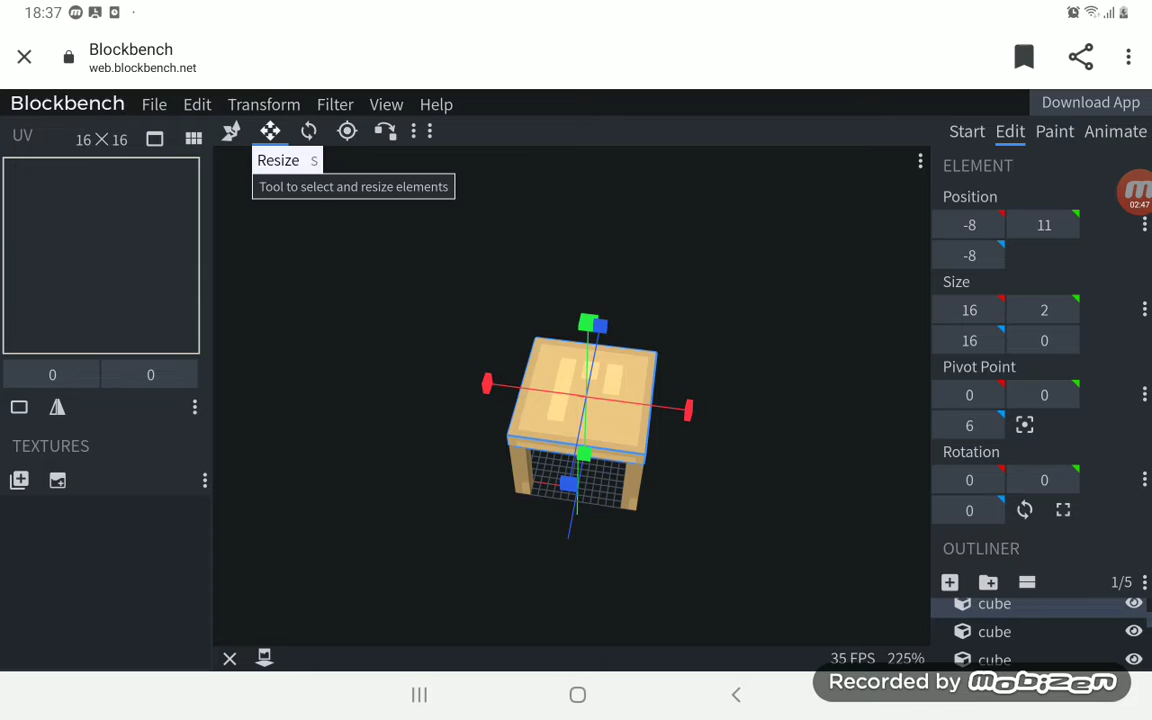 18:37
Blockbench
web.blockbench.net
Blockbench File Edit Transform Filter View Help Download App
UV 16×16 Start Edit Paint Animate
Resize S
Tool to select and resize elements
ELEMENT
Position
-8 11
-8
02:47
Size
16 2
16 0
Pivot Point
0 0
6
0 0
TEXTURES
Rotation
0 0
0
OUTLINER
1/5
cube
cube
cube
35 FPS 225%
Recorded by mobizen